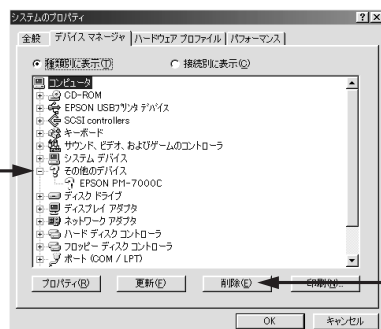 システムのプロパティ
全般 デバイス マネージャ ハードウェア プロファイル パフォーマンス
種類別に表示(T) 接続別に表示(C)
コンピュータ
CD-ROM
EPSON USBプリンタ デバイス
SCSI controllers
キーボード
サウンド、ビデオ、およびゲームのコントローラ
システム デバイス
その他のデバイス
EPSON PM-7000C
ディスク ドライブ
ディスプレイ アダプタ
ネットワーク アダプタ
ハード ディスク コントローラ
フロッピー ディスク コントローラ
ポート (COM / LPT)
プロパティ(R) 更新(F) 削除(E) 印刷(N)...
OK キャンセル